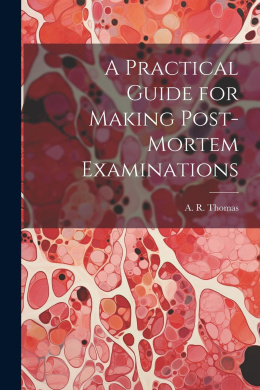 A Practical
Guide for
Making Post-
Mortem
Examinations
A. R. Thomas